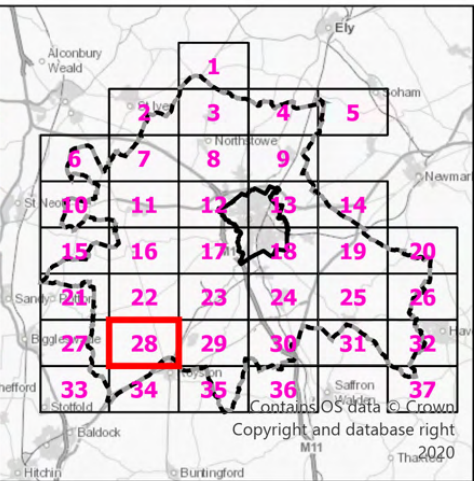 Ely
Alconbury
Weald
1
Soham
2 St Ives 3 4 5
Northstowe
6 7 8 9
Newmar
St Neots
10 11 12 13 14
15 16 17 18 19 20
M11
Sandy
21 22 23 24 25 26
Biggleswade
27 28 29 30 31 32
Hav
Royston
33 34 35 36 37
Stotfold
Saffron
Walden
Contains OS data © Crown
Copyright and database right
2020
Baldock
M11
Thaxted
Hitchin
Buntingford